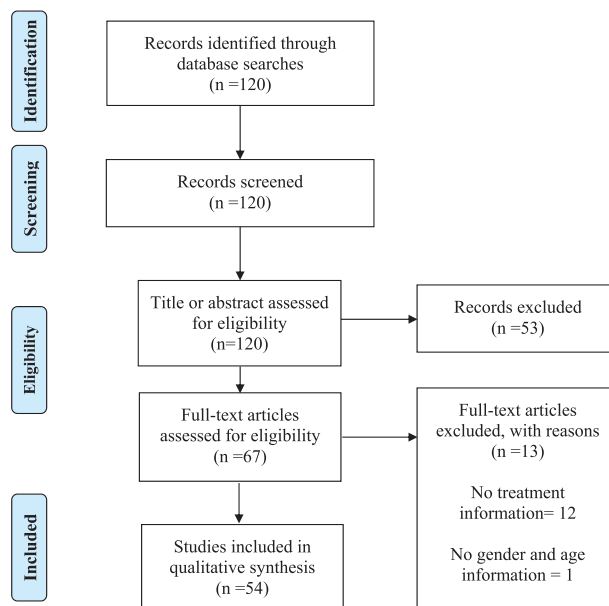 Identification
Records identified through
database searches
(n =120)
Screening
Records screened
(n =120)
Eligibility
Title or abstract assessed
for eligibility
(n=120)
Records excluded
(n =53)
Full-text articles
assessed for eligibility
(n =67)
Full-text articles
excluded, with reasons
(n =13)
No treatment
information= 12
No gender and age
information = 1
Included
Studies included in
qualitative synthesis
(n =54)